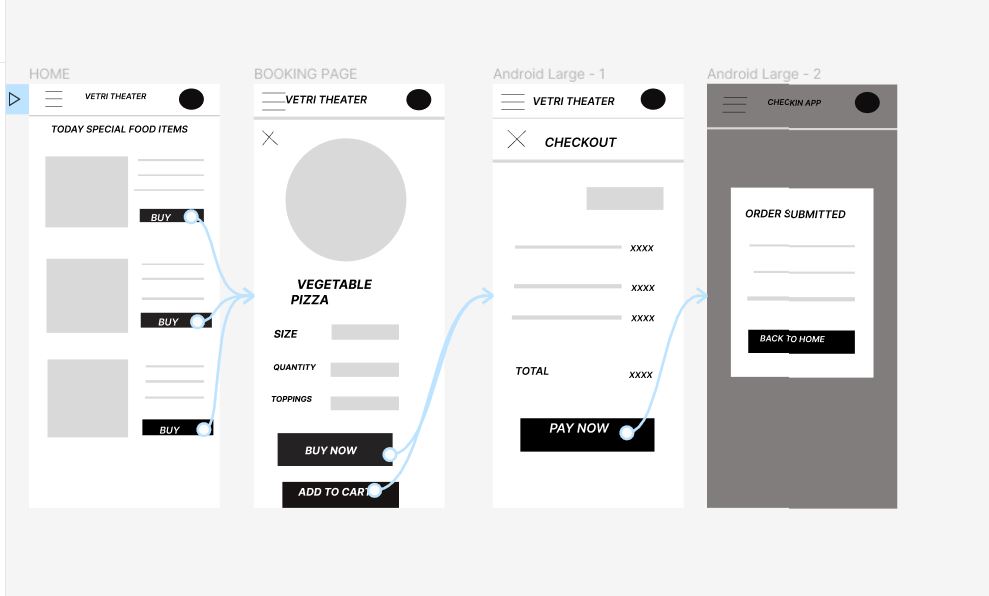 HOME
VETRI THEATER
TODAY SPECIAL FOOD ITEMS
BUY
BUY
BUY
BOOKING PAGE
VETRI THEATER
VEGETABLE
PIZZA
SIZE
QUANTITY
TOPPINGS
BUY NOW
ADD TO CART
Android Large - 1
VETRI THEATER
CHECKOUT
XXXX
XXXX
XXXX
TOTAL
XXXX
PAY NOW
Android Large - 2
CHECKIN APP
ORDER SUBMITTED
BACK TO HOME